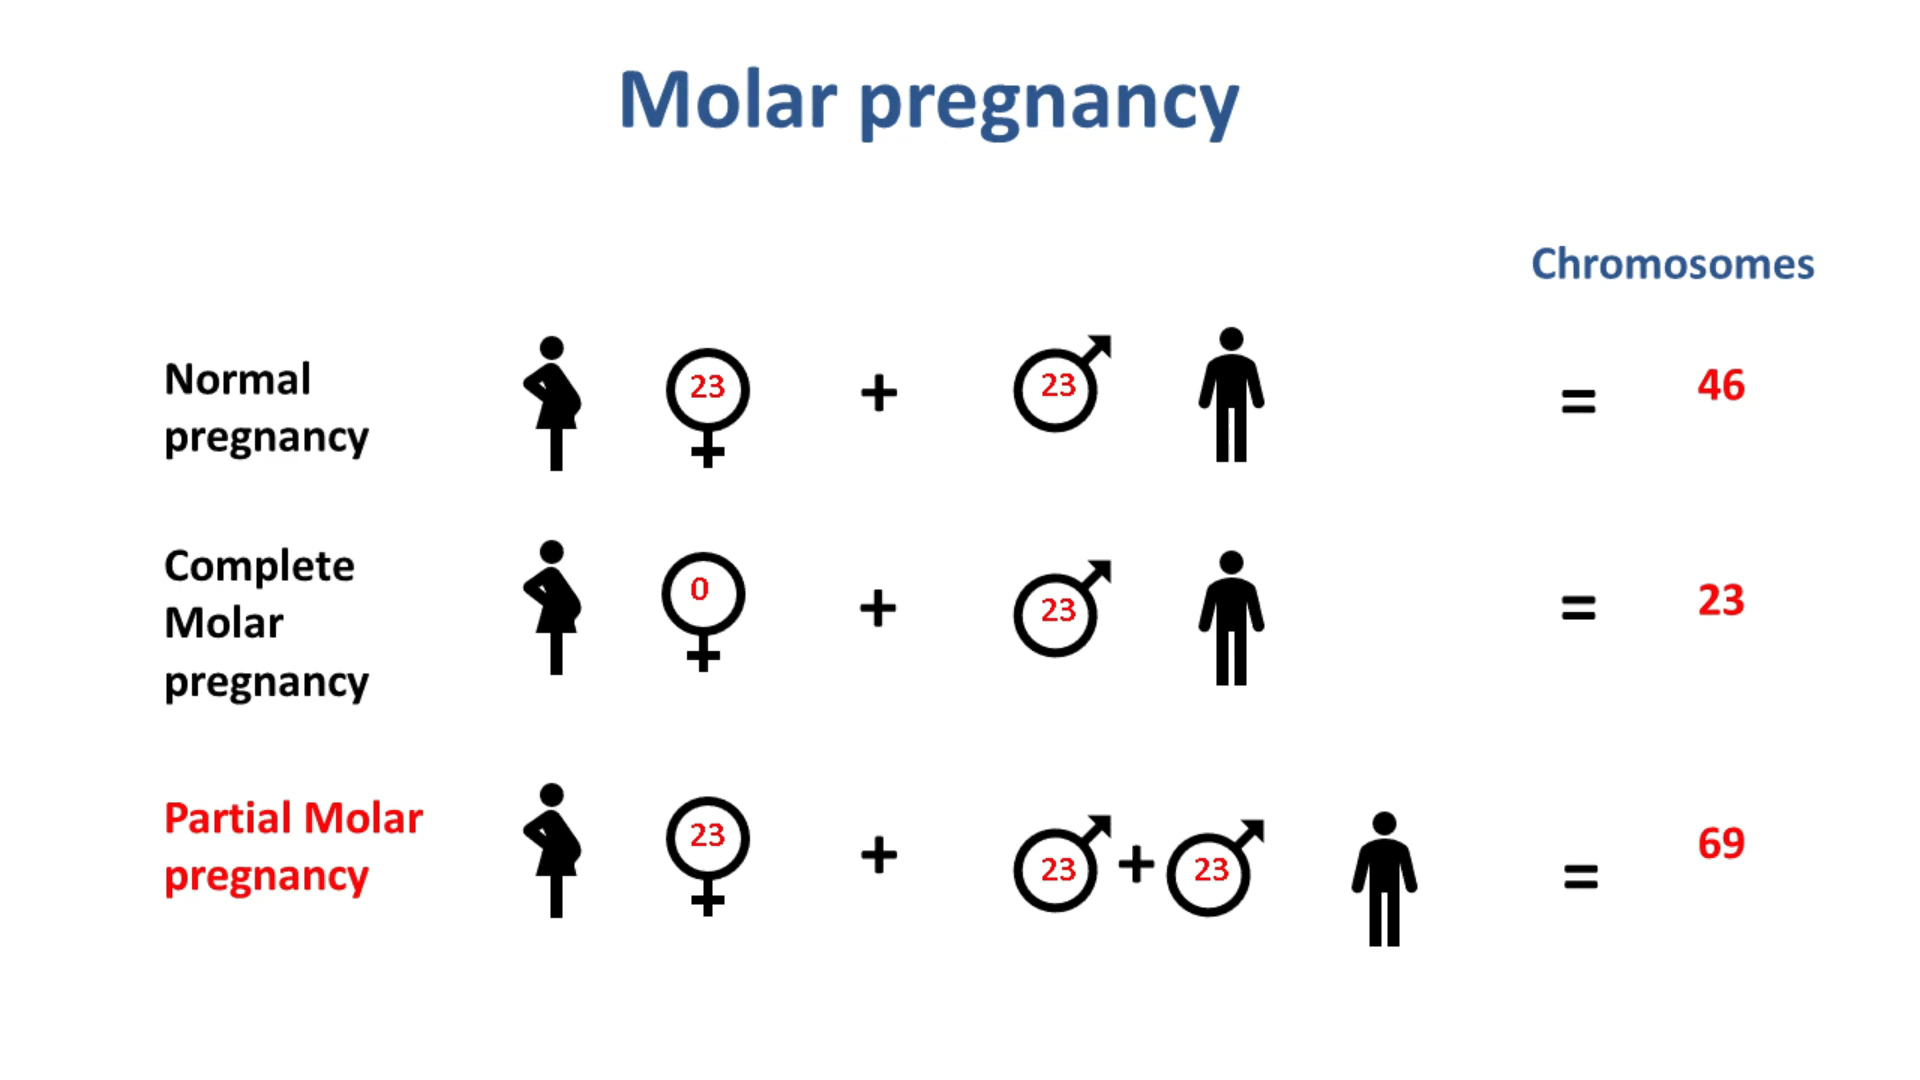 Molar pregnancy
Chromosomes
Normal
pregnancy
23
+
23
=
46
Complete
Molar
pregnancy
0
+
23
=
23
Partial Molar
pregnancy
23
+
23
+
23
=
69